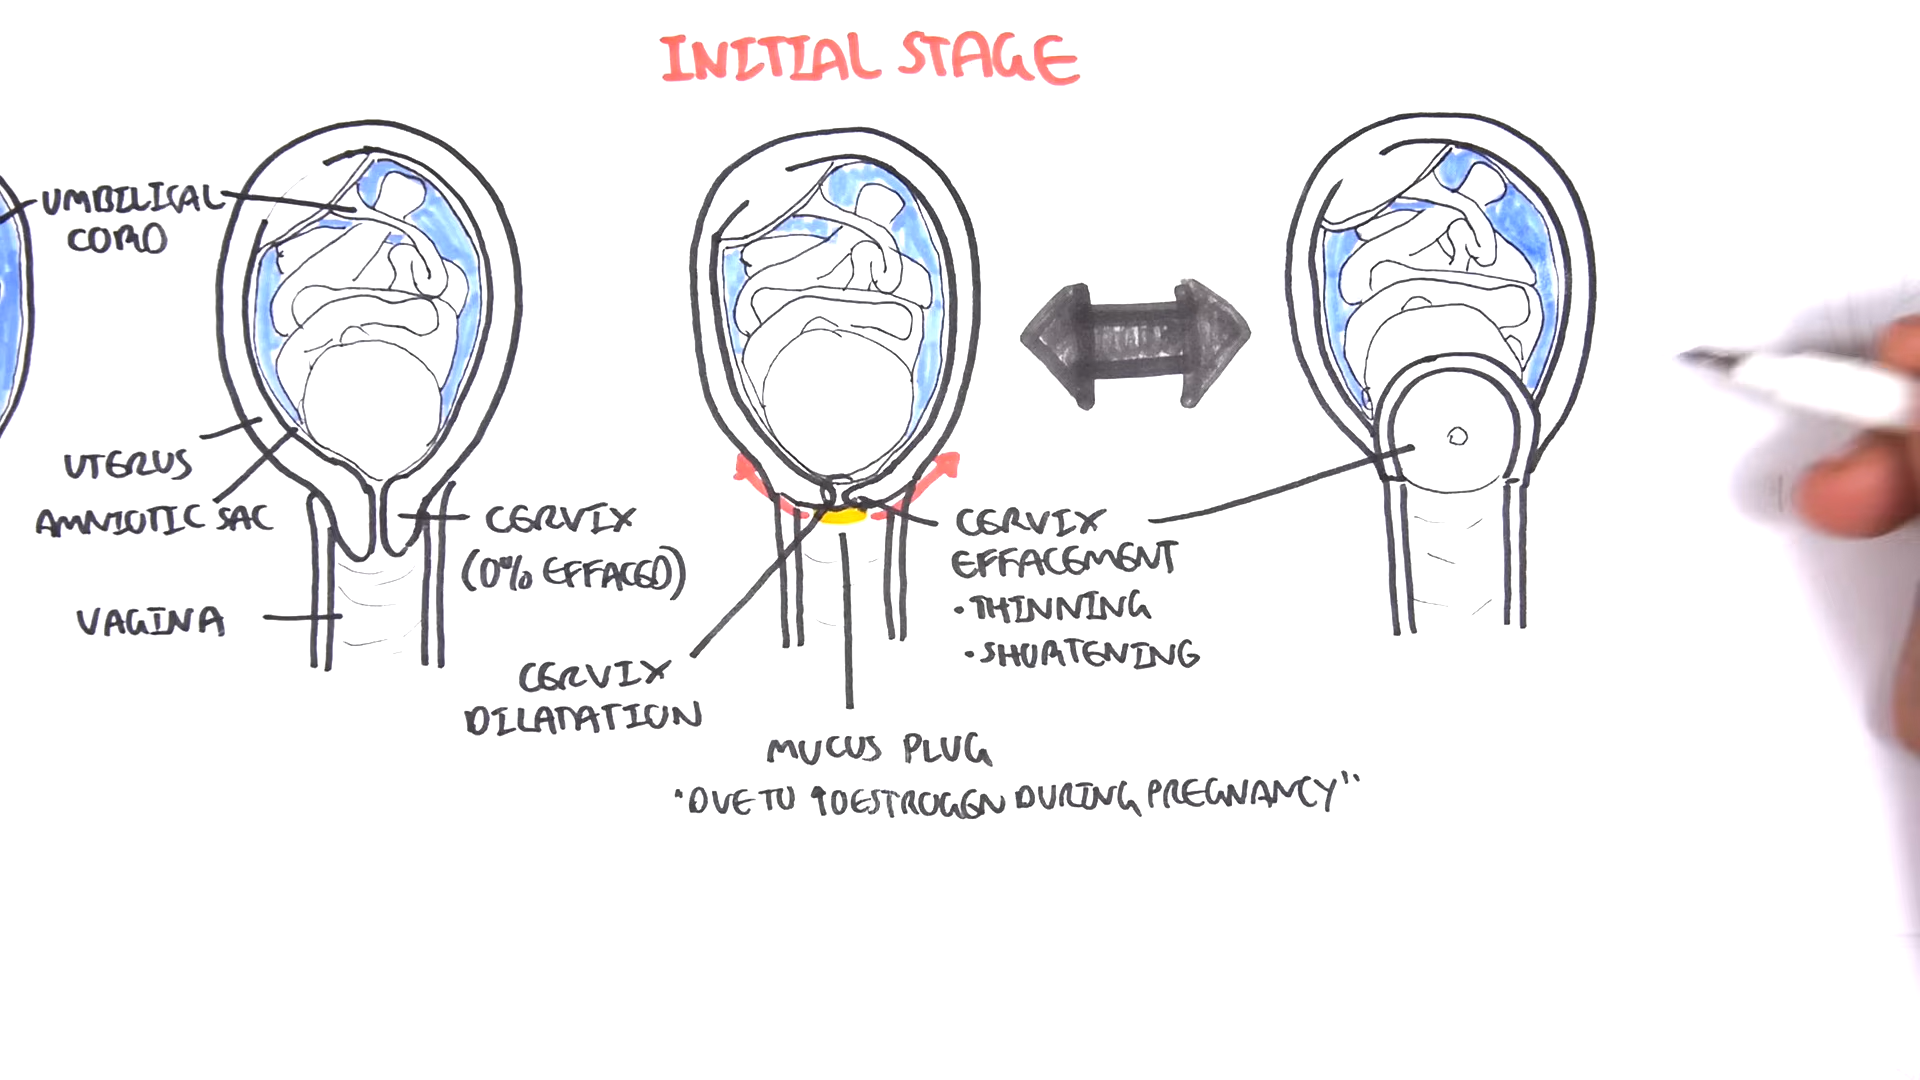 INITIAL STAGE
UMBILICAL
CORD
UTERUS
AMNIOTIC SAC
CERVIX
(0% EFFACED)
VAGINA
CERVIX
DILATATION
CERVIX
EFFACEMENT
• THINNING
• SHORTENING
MUCUS PLUG
"DUE TO ↑OESTROGEN DURING PREGNANCY"